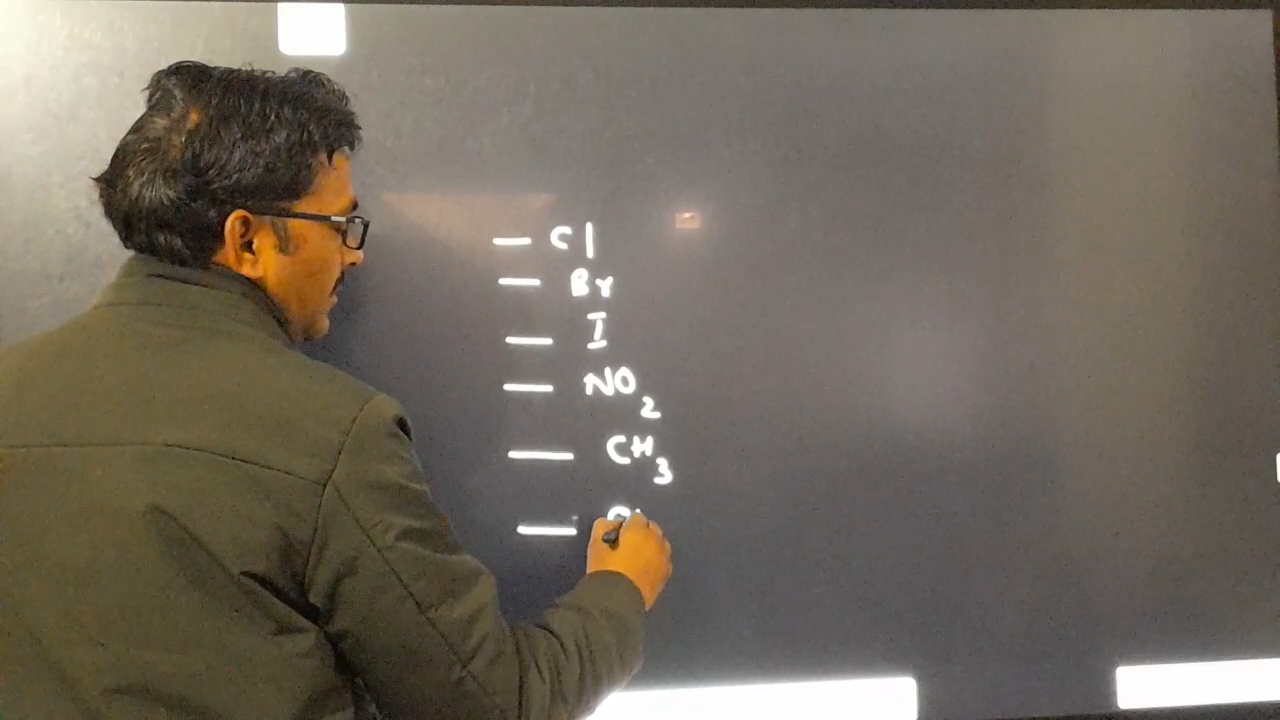 — Cl
— Br
— I
— NO₂
— CH₃
—